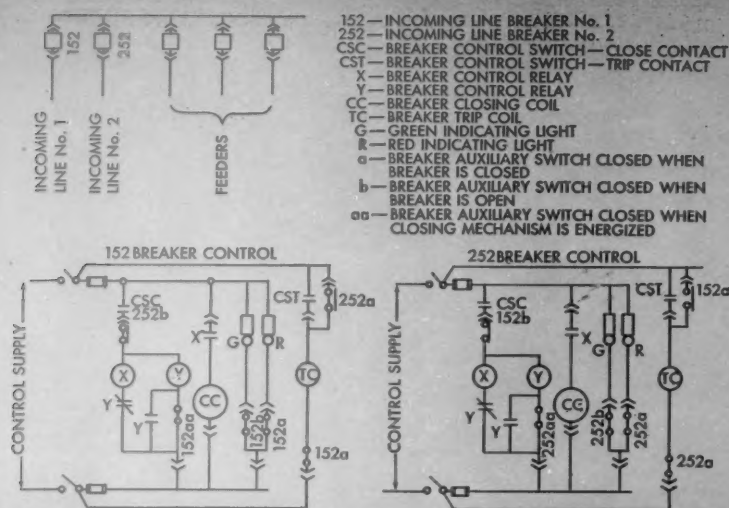 152
252
INCOMING
LINE No. 1
INCOMING
LINE No. 2
FEEDERS
152—INCOMING LINE BREAKER No. 1
252—INCOMING LINE BREAKER No. 2
CSC—BREAKER CONTROL SWITCH—CLOSE CONTACT
CST—BREAKER CONTROL SWITCH—TRIP CONTACT
X—BREAKER CONTROL RELAY
Y—BREAKER CONTROL RELAY
CC—BREAKER CLOSING COIL
TC—BREAKER TRIP COIL
G—GREEN INDICATING LIGHT
R—RED INDICATING LIGHT
a—BREAKER AUXILIARY SWITCH CLOSED WHEN
BREAKER IS CLOSED
b—BREAKER AUXILIARY SWITCH CLOSED WHEN
BREAKER IS OPEN
aa—BREAKER AUXILIARY SWITCH CLOSED WHEN
CLOSING MECHANISM IS ENERGIZED
152 BREAKER CONTROL
CONTROL SUPPLY
CSC
252b
X
Y
Y
Y
152aa
X
CC
G
R
152b
152a
CST
252a
TC
152a
252 BREAKER CONTROL
CONTROL SUPPLY
CSC
152b
X
Y
Y
Y
252aa
X
CC
G
R
252b
252a
CST
152a
TC
252a